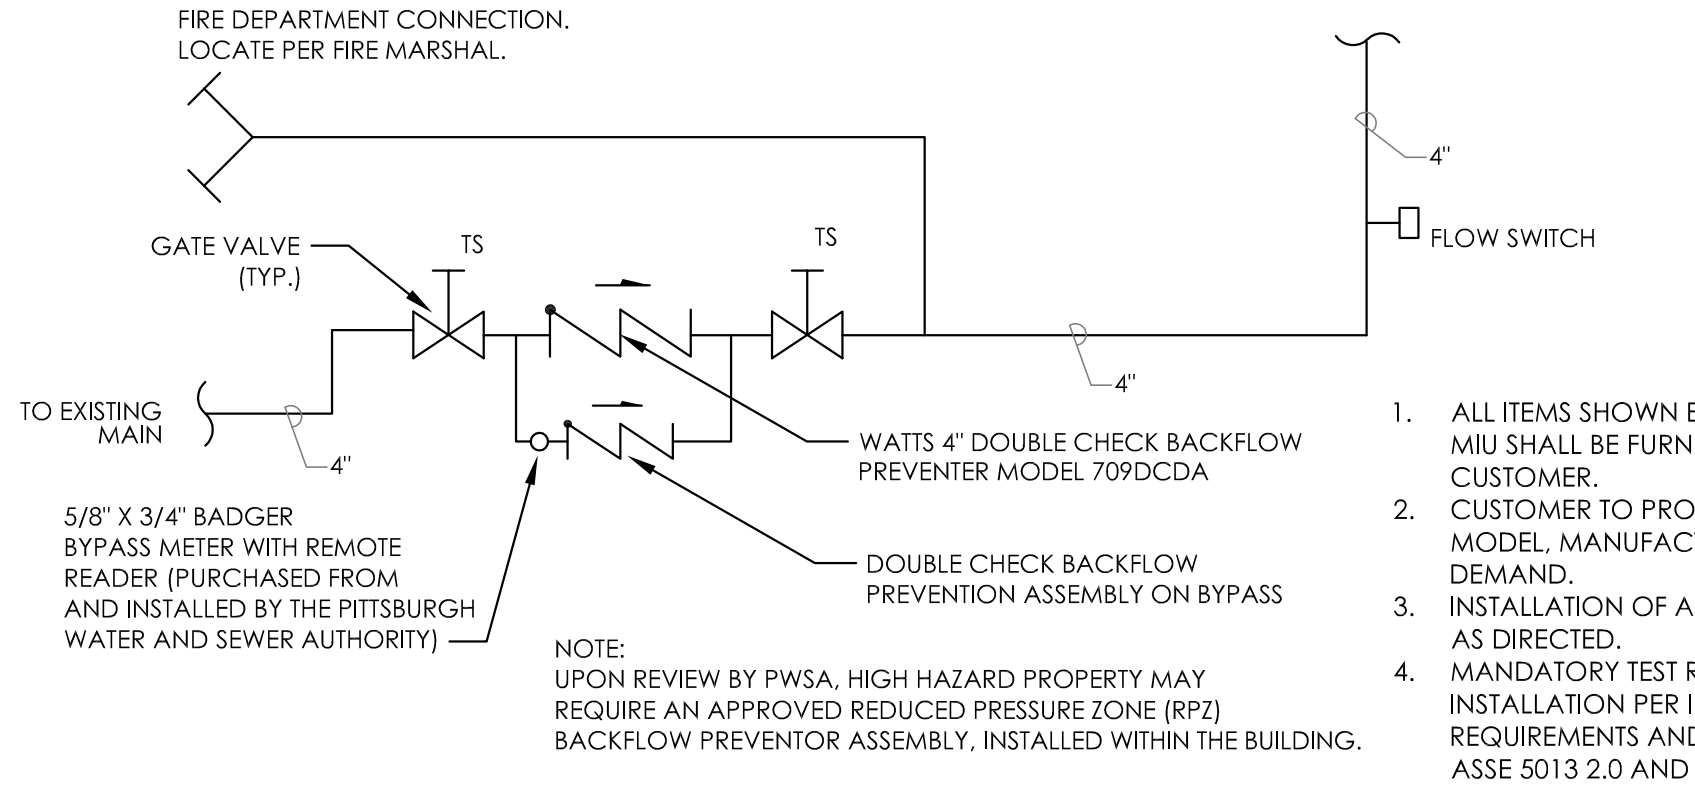 FIRE DEPARTMENT CONNECTION.
LOCATE PER FIRE MARSHAL.
4"
FLOW SWITCH
GATE VALVE
(TYP.)
TS
TS
4"
TO EXISTING
MAIN
4"
WATTS 4" DOUBLE CHECK BACKFLOW
PREVENTER MODEL 709DCDA
5/8" X 3/4" BADGER
BYPASS METER WITH REMOTE
READER (PURCHASED FROM
AND INSTALLED BY THE PITTSBURGH
WATER AND SEWER AUTHORITY)
DOUBLE CHECK BACKFLOW
PREVENTION ASSEMBLY ON BYPASS
NOTE:
UPON REVIEW BY PWSA, HIGH HAZARD PROPERTY MAY
REQUIRE AN APPROVED REDUCED PRESSURE ZONE (RPZ)
BACKFLOW PREVENTOR ASSEMBLY, INSTALLED WITHIN THE BUILDING.
1. ALL ITEMS SHOWN
MIU SHALL BE
CUSTOMER.
2. CUSTOMER TO
MODEL,
DEMAND.
3. INSTALLATION OF
AS DIRECTED.
4. MANDATORY TEST
INSTALLATION PER
REQUIREMENTS AND
ASSE 5013 2.0 AND